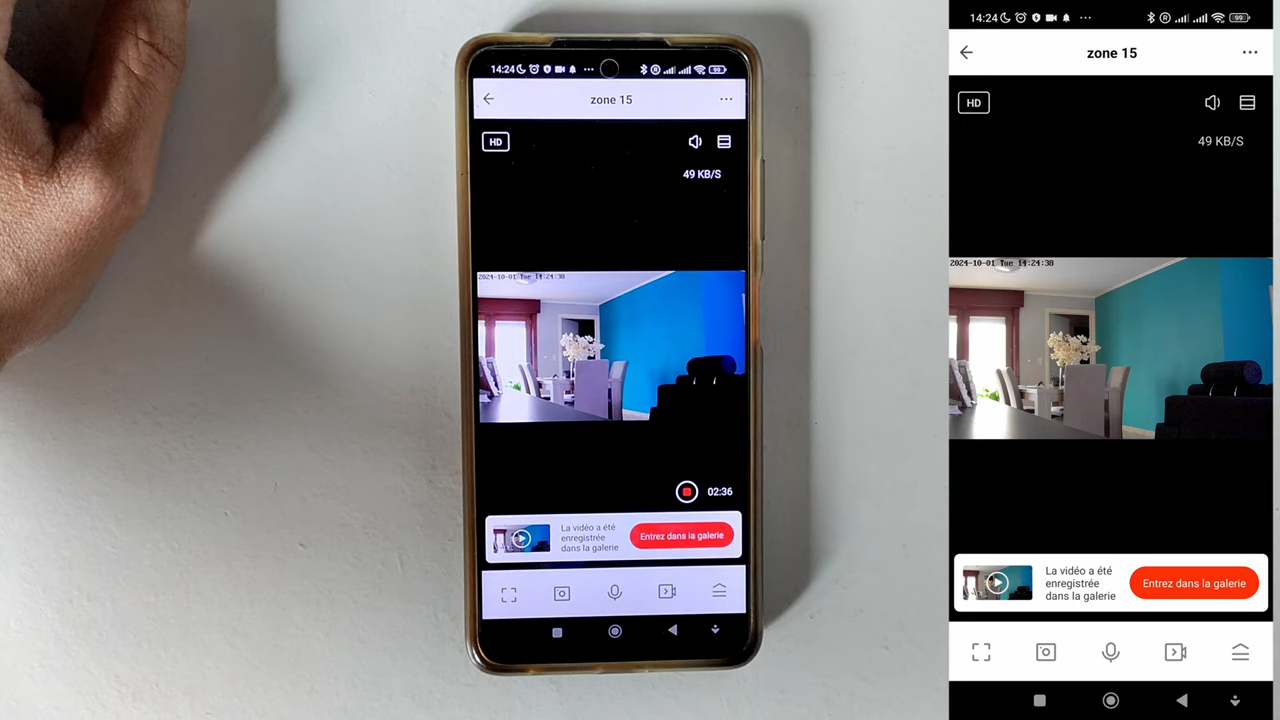 14:24
99
zone 15
HD
49 KB/S
2024-10-01 Tue 14:24:38
02:36
La vidéo a été
enregistrée
dans la galerie
Entrez dans la galerie
14:24
99
zone 15
HD
49 KB/S
2024-10-01 Tue 14:24:38
La vidéo a été
enregistrée
dans la galerie
Entrez dans la galerie